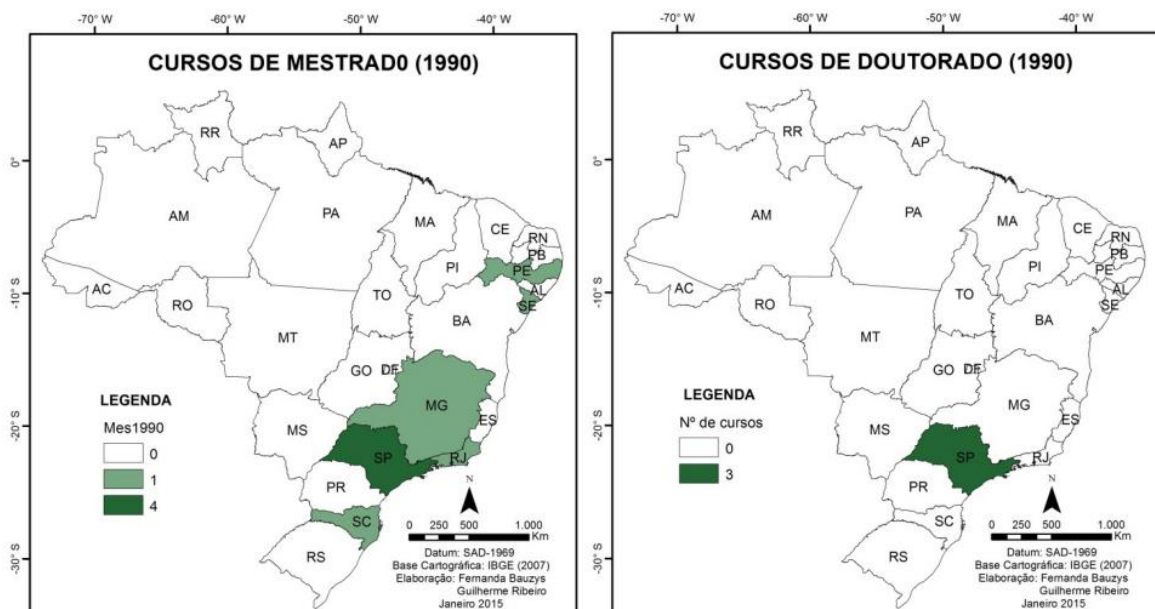 -70° W -60° W -50° W -40° W
CURSOS DE MESTRAD0 (1990)
RR
AP
0°
AM
PA
MA
CE
RN
PB
PI
PE
AL
SE
AC
-10° S
RO
TO
BA
MT
GO
DF
LEGENDA
Mes1990
0
1
4
MG
ES
-20° S
MS
SP
RJ
PR
N
SC
0 250 500 1.000
Km
RS
-30° S
Datum: SAD-1969
Base Cartográfica: IBGE (2007)
Elaboração: Fernanda Bauzys
Guilherme Ribeiro
Janeiro 2015
-70° W -60° W -50° W -40° W
CURSOS DE DOUTORADO (1990)
RR
AP
0°
AM
PA
MA
CE
RN
PB
PI
PE
AL
SE
AC
-10° S
RO
TO
BA
MT
GO
DF
LEGENDA
Nº de cursos
0
3
MG
ES
-20° S
MS
SP
RJ
PR
N
SC
0 250 500 1.000
Km
RS
-30° S
Datum: SAD-1969
Base Cartográfica: IBGE (2007)
Elaboração: Fernanda Bauzys
Guilherme Ribeiro
Janeiro 2015